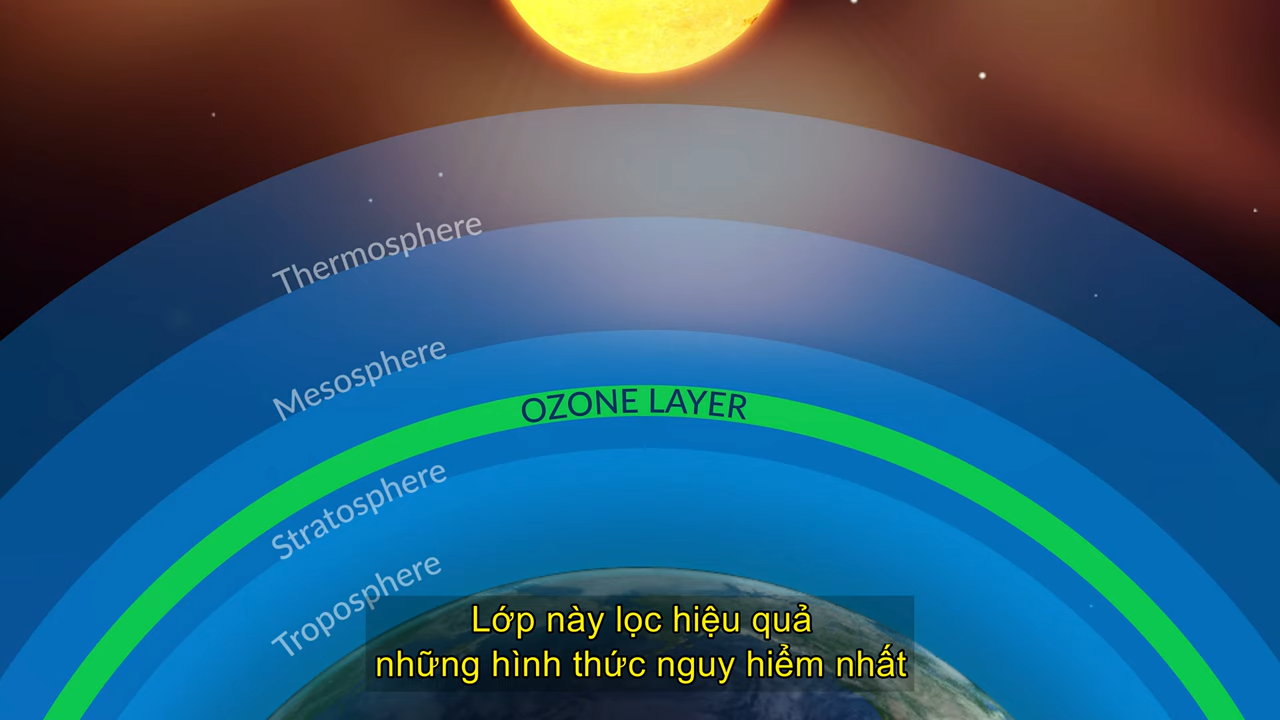 Thermosphere
Mesosphere
OZONE LAYER
Stratosphere
Troposphere
Lớp này lọc hiệu quả
những hình thức nguy hiểm nhất